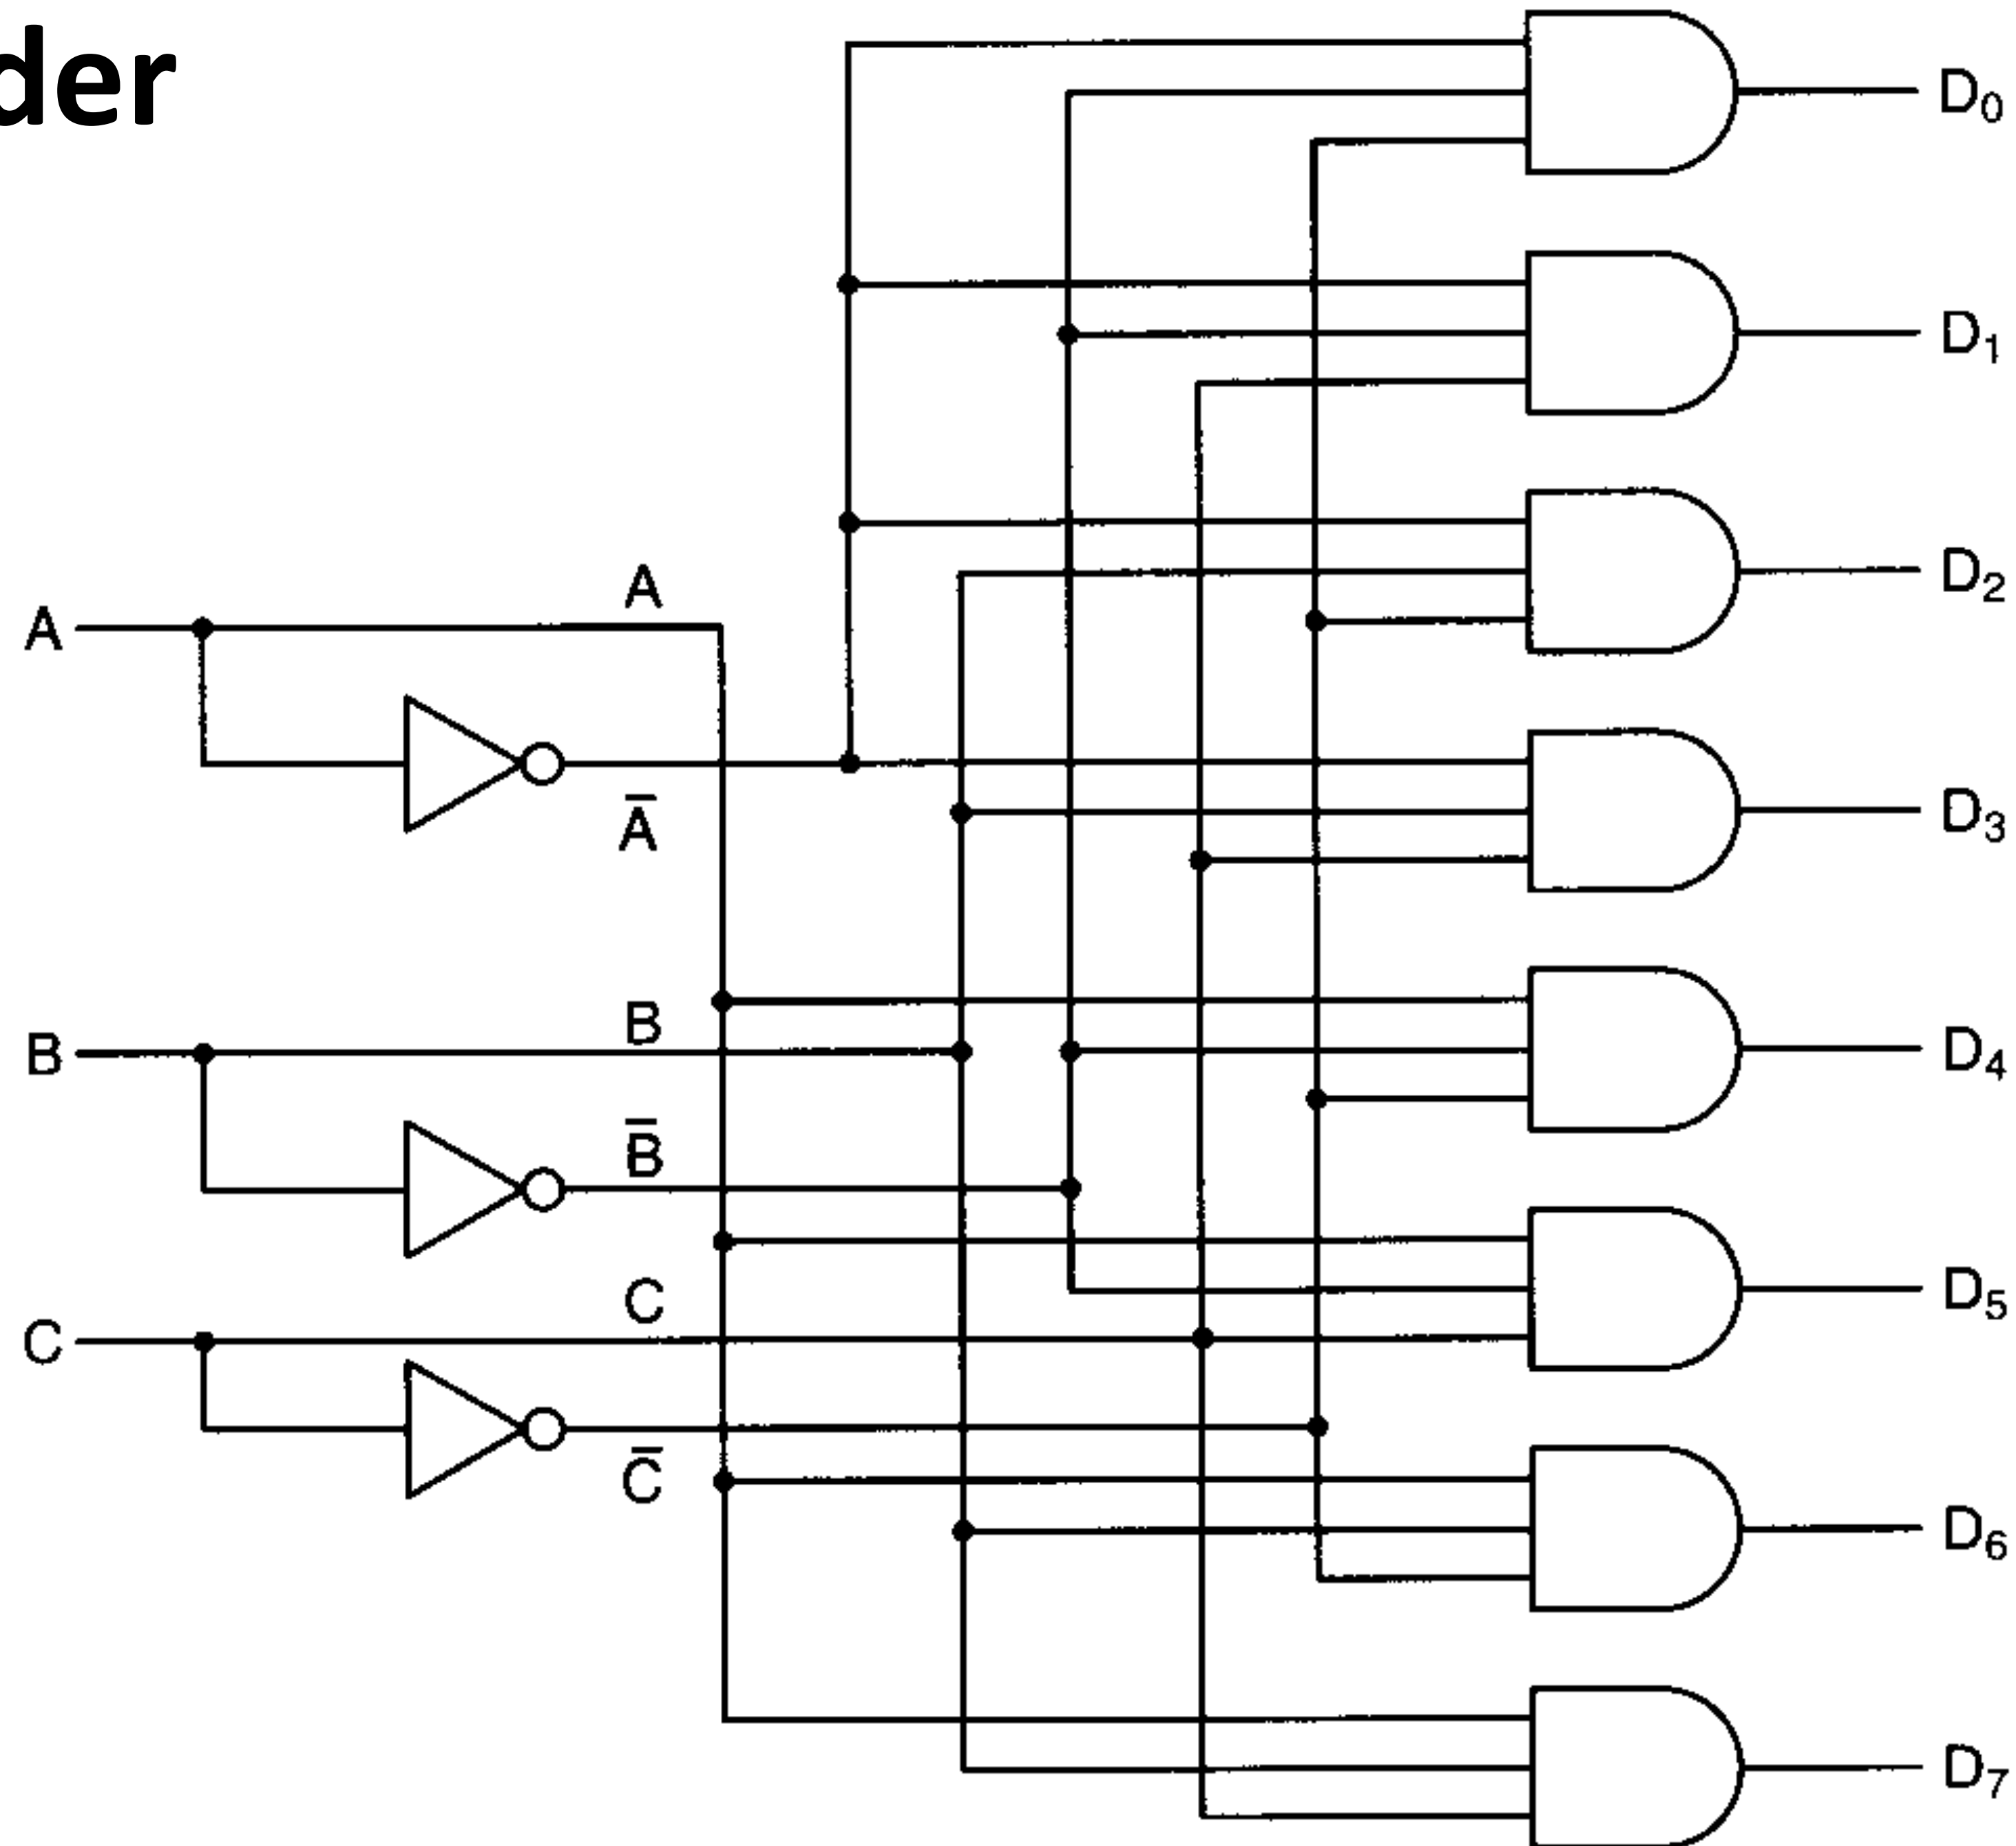 der
D₀
D₁
D₂
A
A
A̅
D₃
B
B
B̅
D₄
C
C
C̅
D₅
D₆
D₇